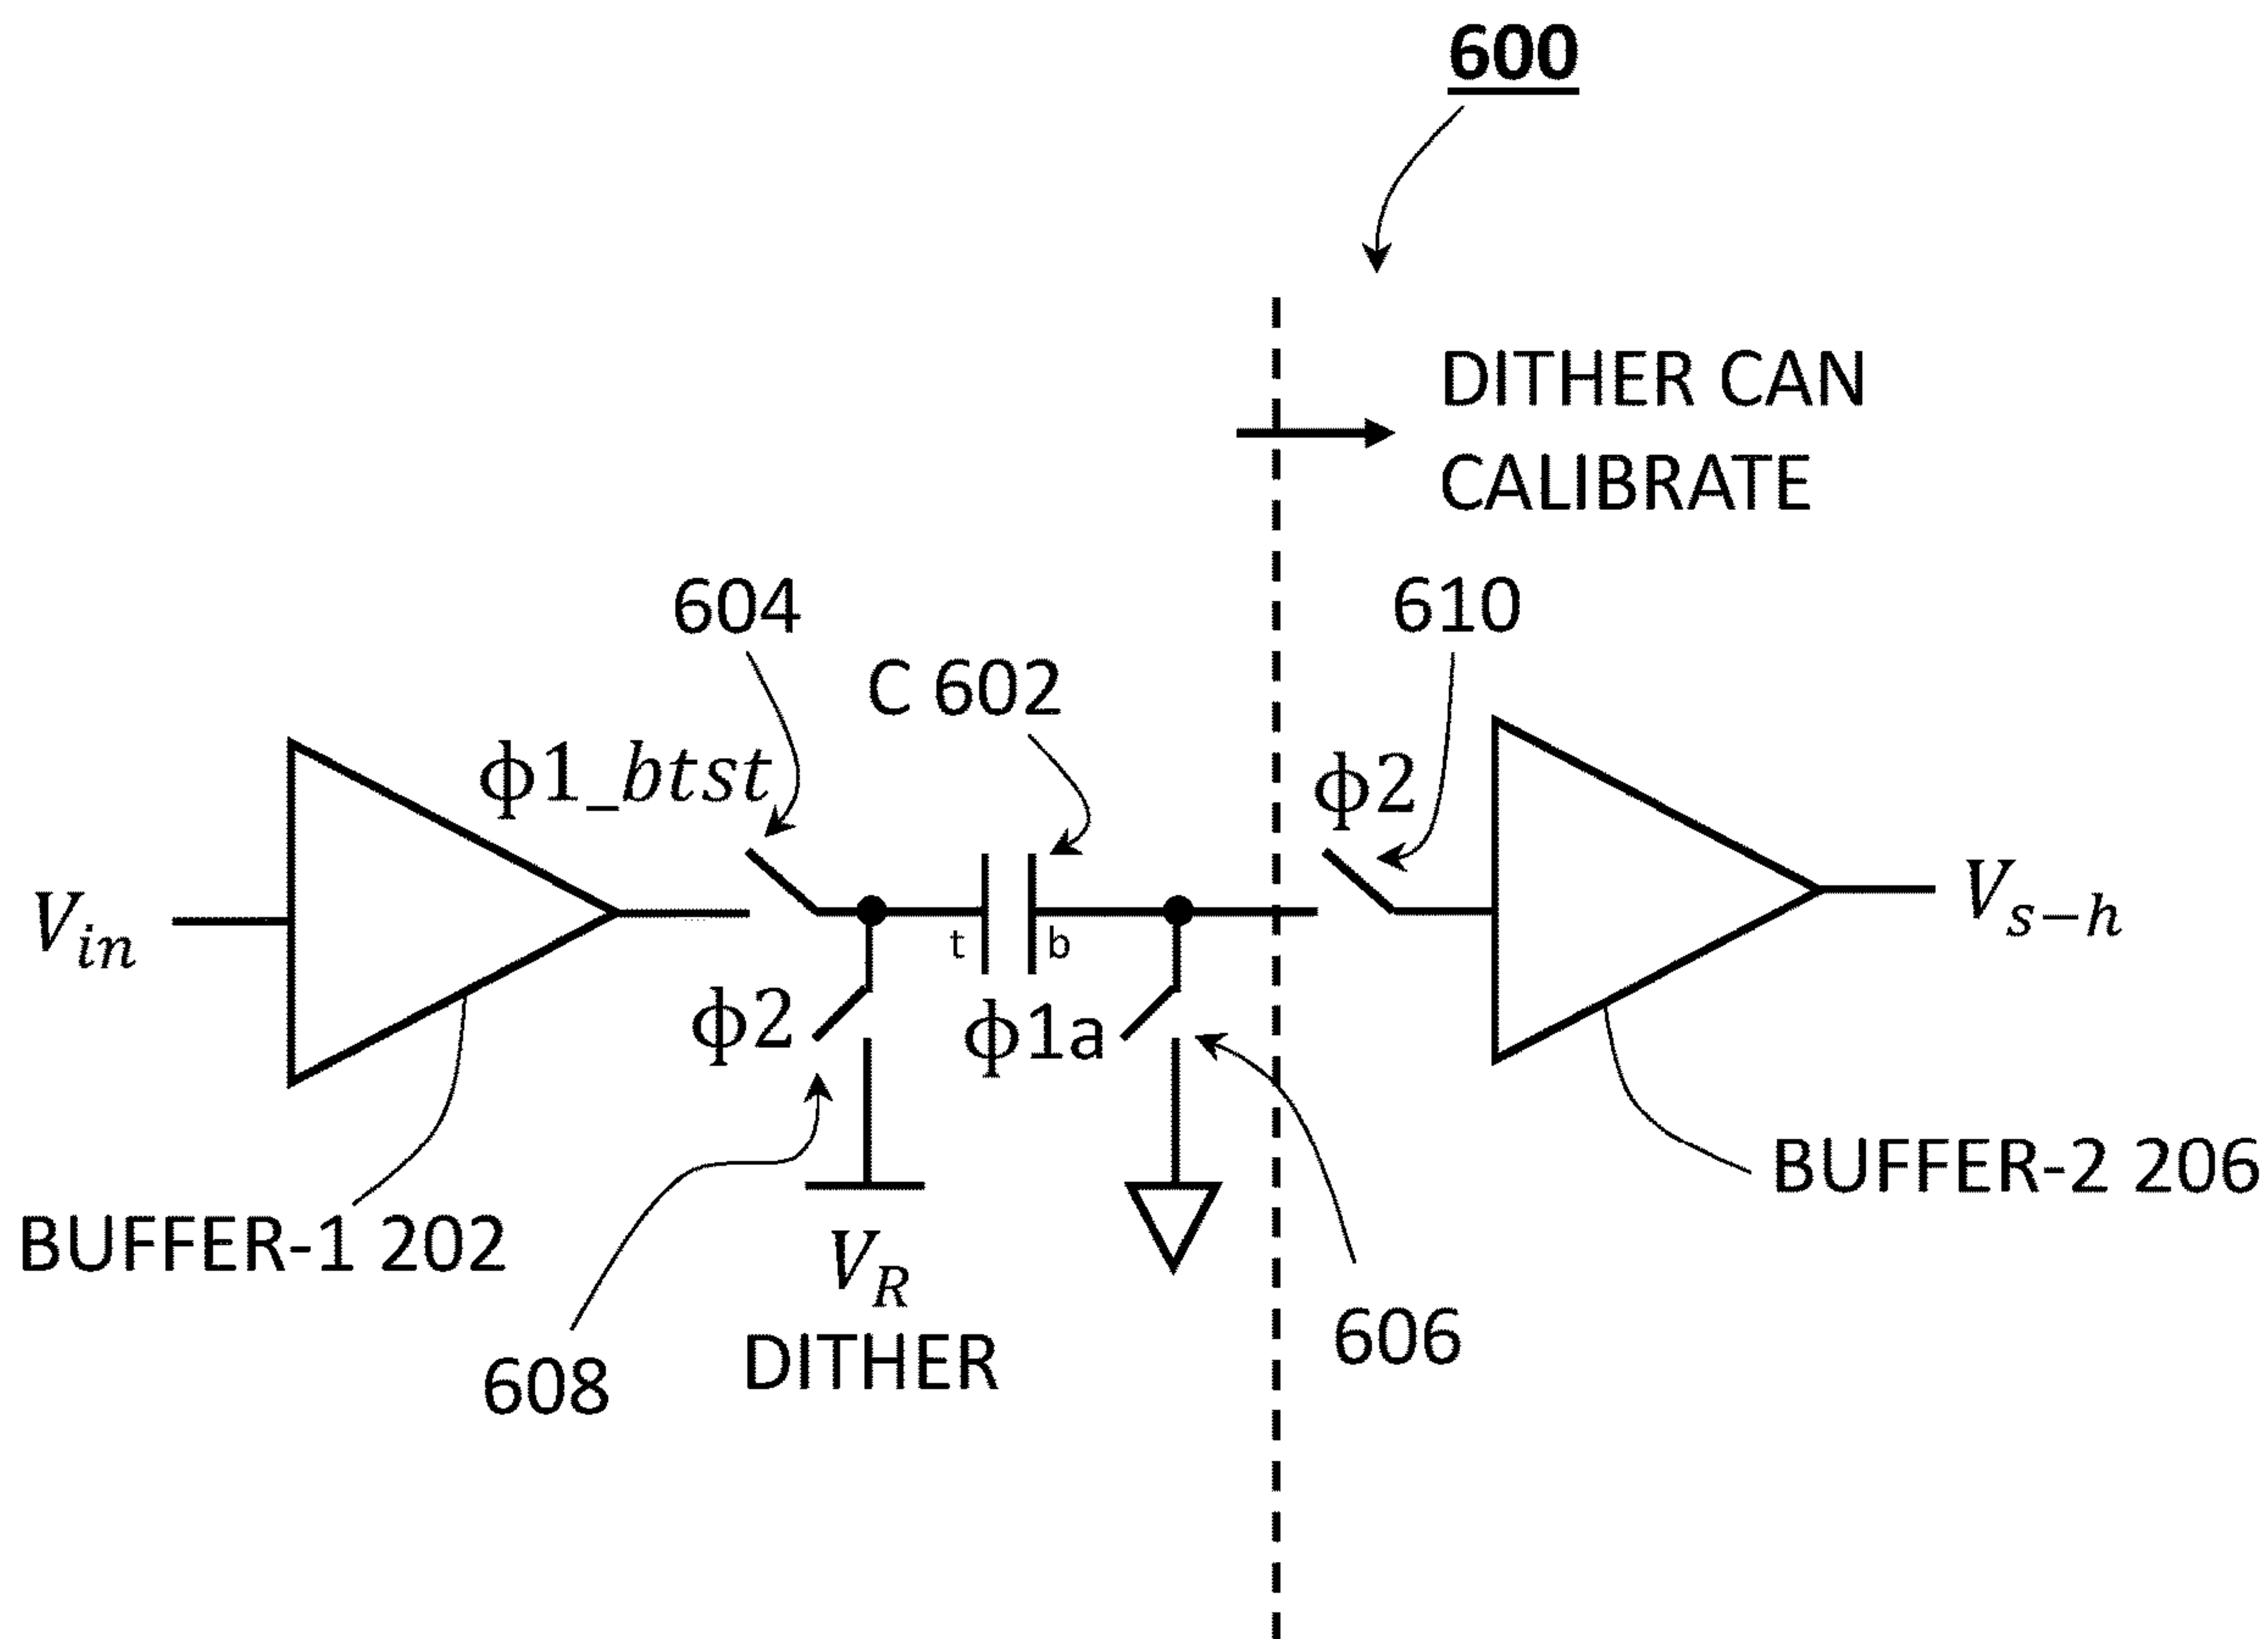 600
DITHER CAN
CALIBRATE
604
610
C 602
ϕ1_btst
ϕ2
V_in
t
b
V_s−h
ϕ2
ϕ1a
BUFFER-2 206
BUFFER-1 202
V_R
DITHER
606
608